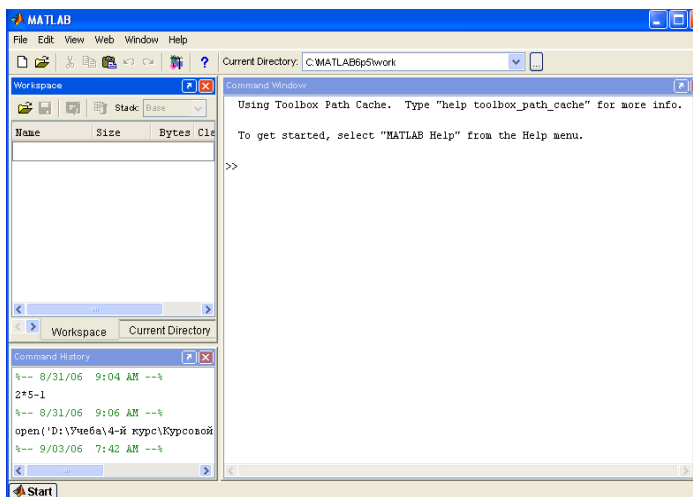 MATLAB
File Edit View Web Window Help
? Current Directory: C:\MATLAB6p5\work ...
Workspace
Stack: Base
Name Size Bytes Cla
Workspace Current Directory
Command History
%-- 8/31/06 9:04 AM --%
2*5-1
%-- 8/31/06 9:06 AM --%
open('D:\Учеба\4-й курс\Курсовой
%-- 9/03/06 7:42 AM --%
Command Window
Using Toolbox Path Cache. Type "help toolbox_path_cache" for more info.
To get started, select "MATLAB Help" from the Help menu.
>>
Start